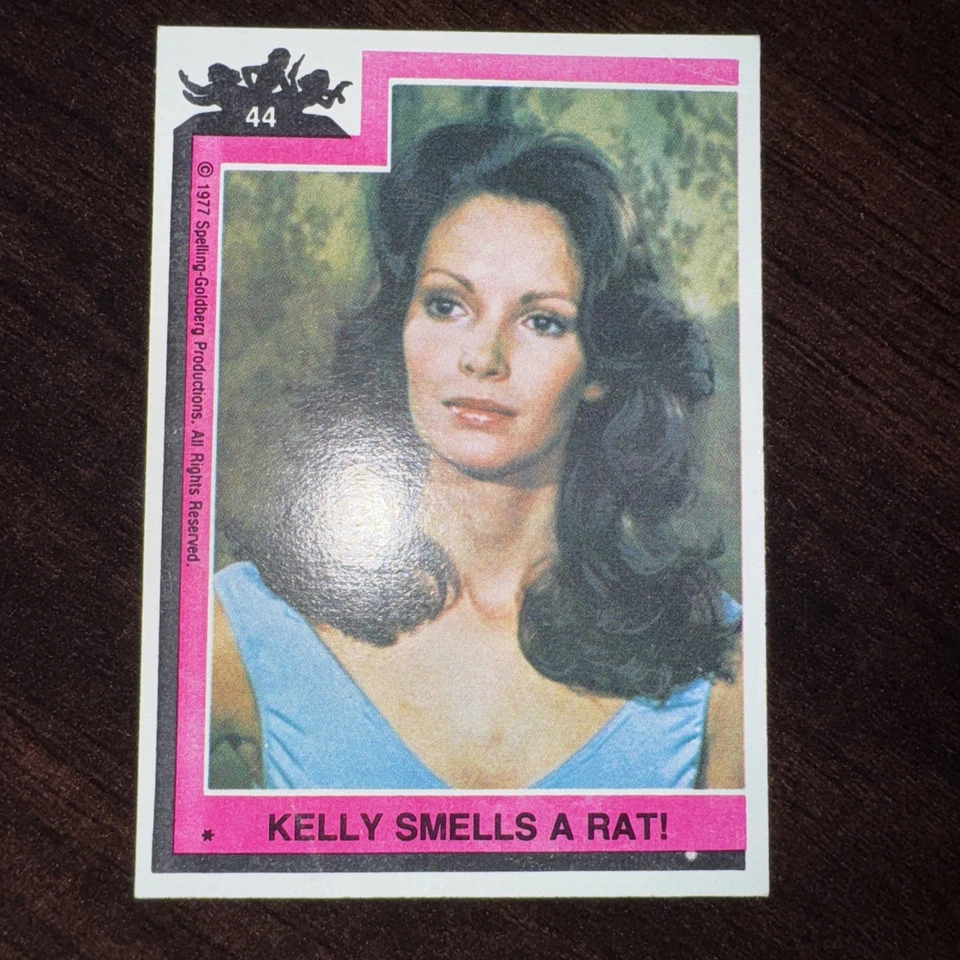 44
© 1977 Spelling-Goldberg Productions. All Rights Reserved.
* KELLY SMELLS A RAT!